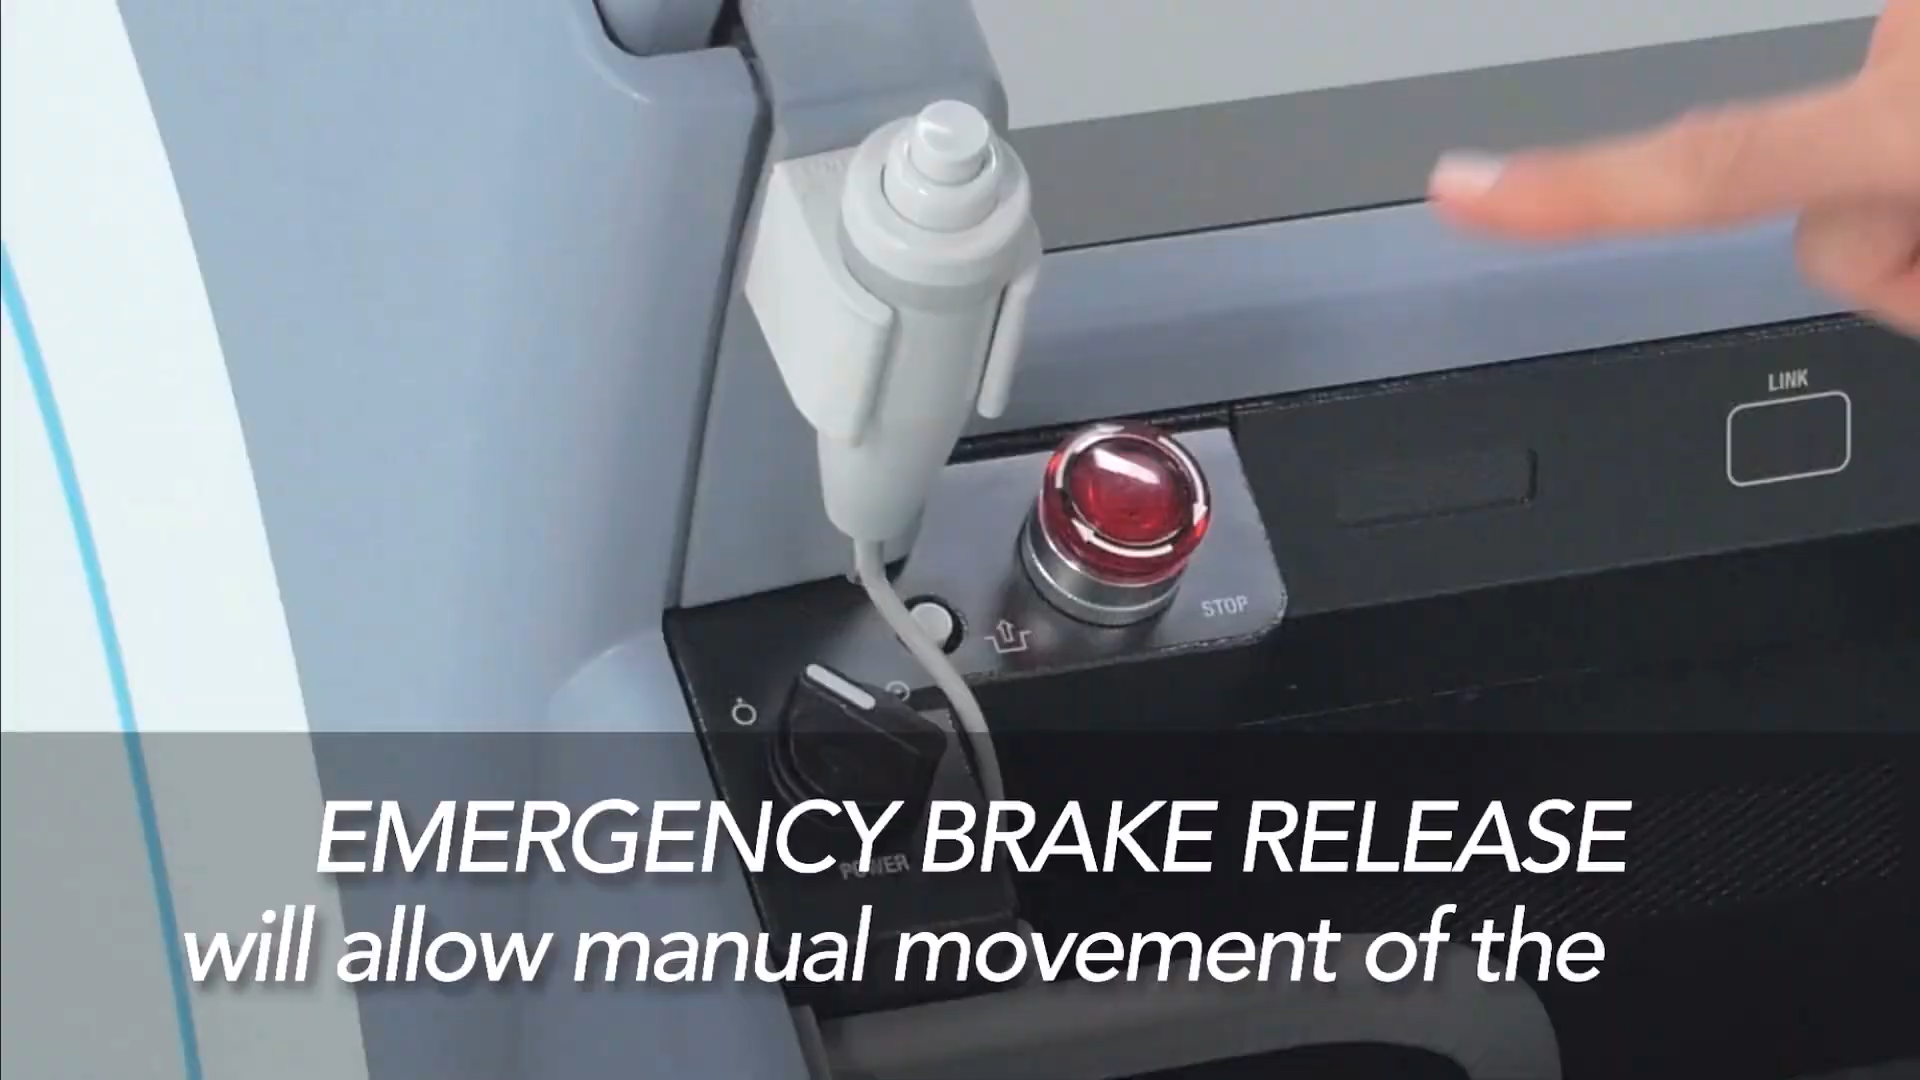 LINK
STOP
POWER
EMERGENCY BRAKE RELEASE
will allow manual movement of the